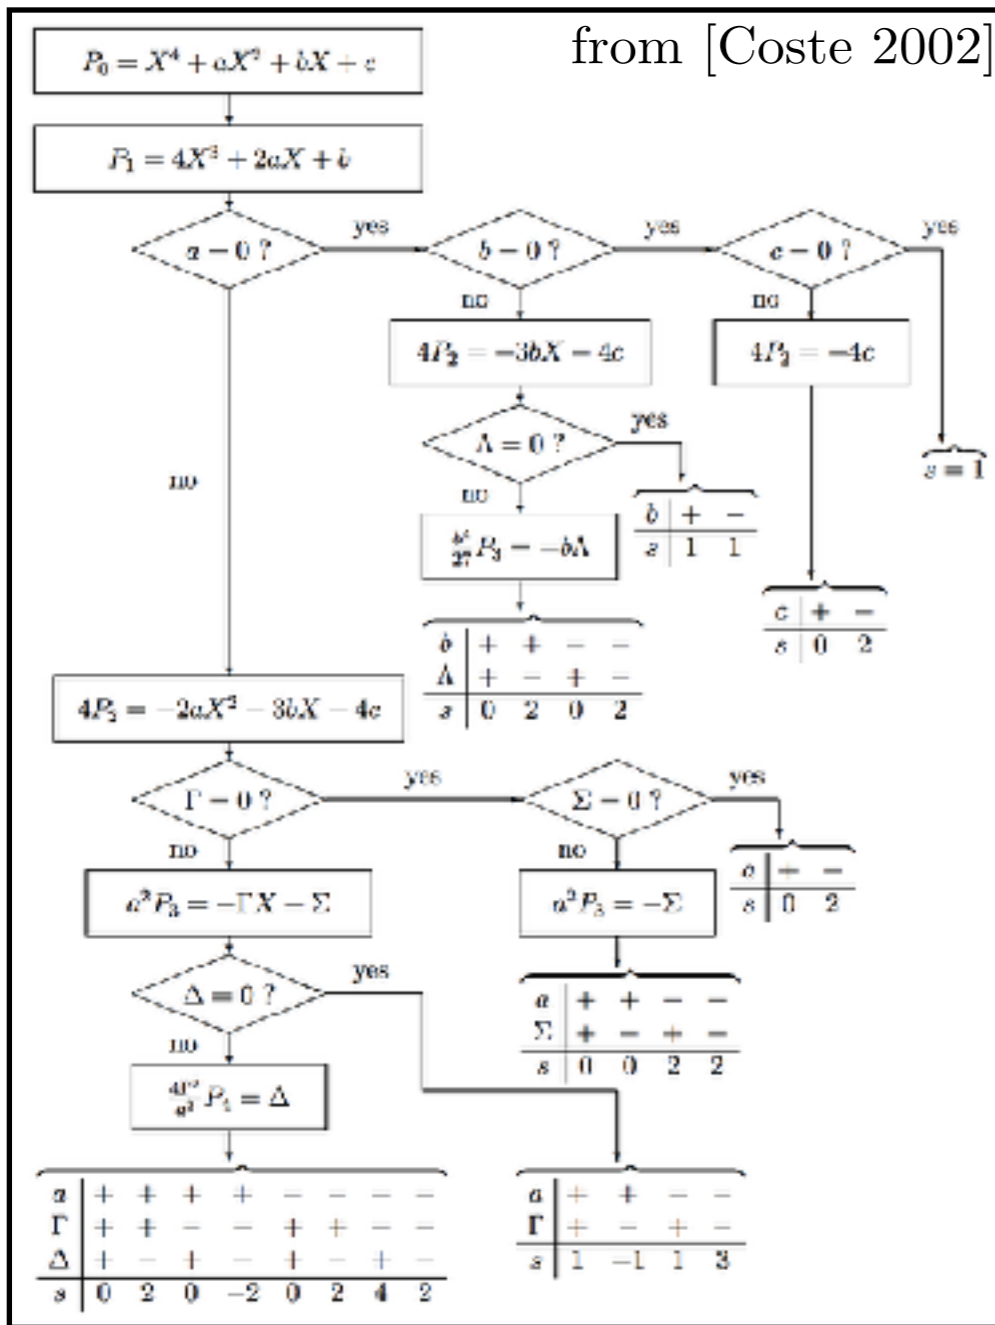 from [Coste 2002]
P₀ = X⁴ + aX² + bX + c
P₁ = 4X³ + 2aX + b
a = 0 ?
yes
b = 0 ?
yes
c = 0 ?
yes
no
no
4P₂ = −3bX − 4c
4P₂ = −4c
Λ = 0 ?
yes
s = 1
no
no
b + −
s 1 1
P₃ = −bΛ
c + −
s 0 2
b + + − −
Λ + − + −
s 0 2 0 2
4P₂ = −2aX² − 3bX − 4c
Γ = 0 ?
yes
Σ = 0 ?
yes
no
no
a + −
s 0 2
a²P₃ = −ΓX − Σ
a²P₃ = −Σ
Δ = 0 ?
yes
a + + − −
Σ + − + −
s 0 0 2 2
no
P₄ = Δ
a + + + + − − − −
Γ + + − − + + − −
Δ + − + − + − + −
s 0 2 0 −2 0 2 4 2
a + + − −
Γ + − + −
s 1 −1 1 3